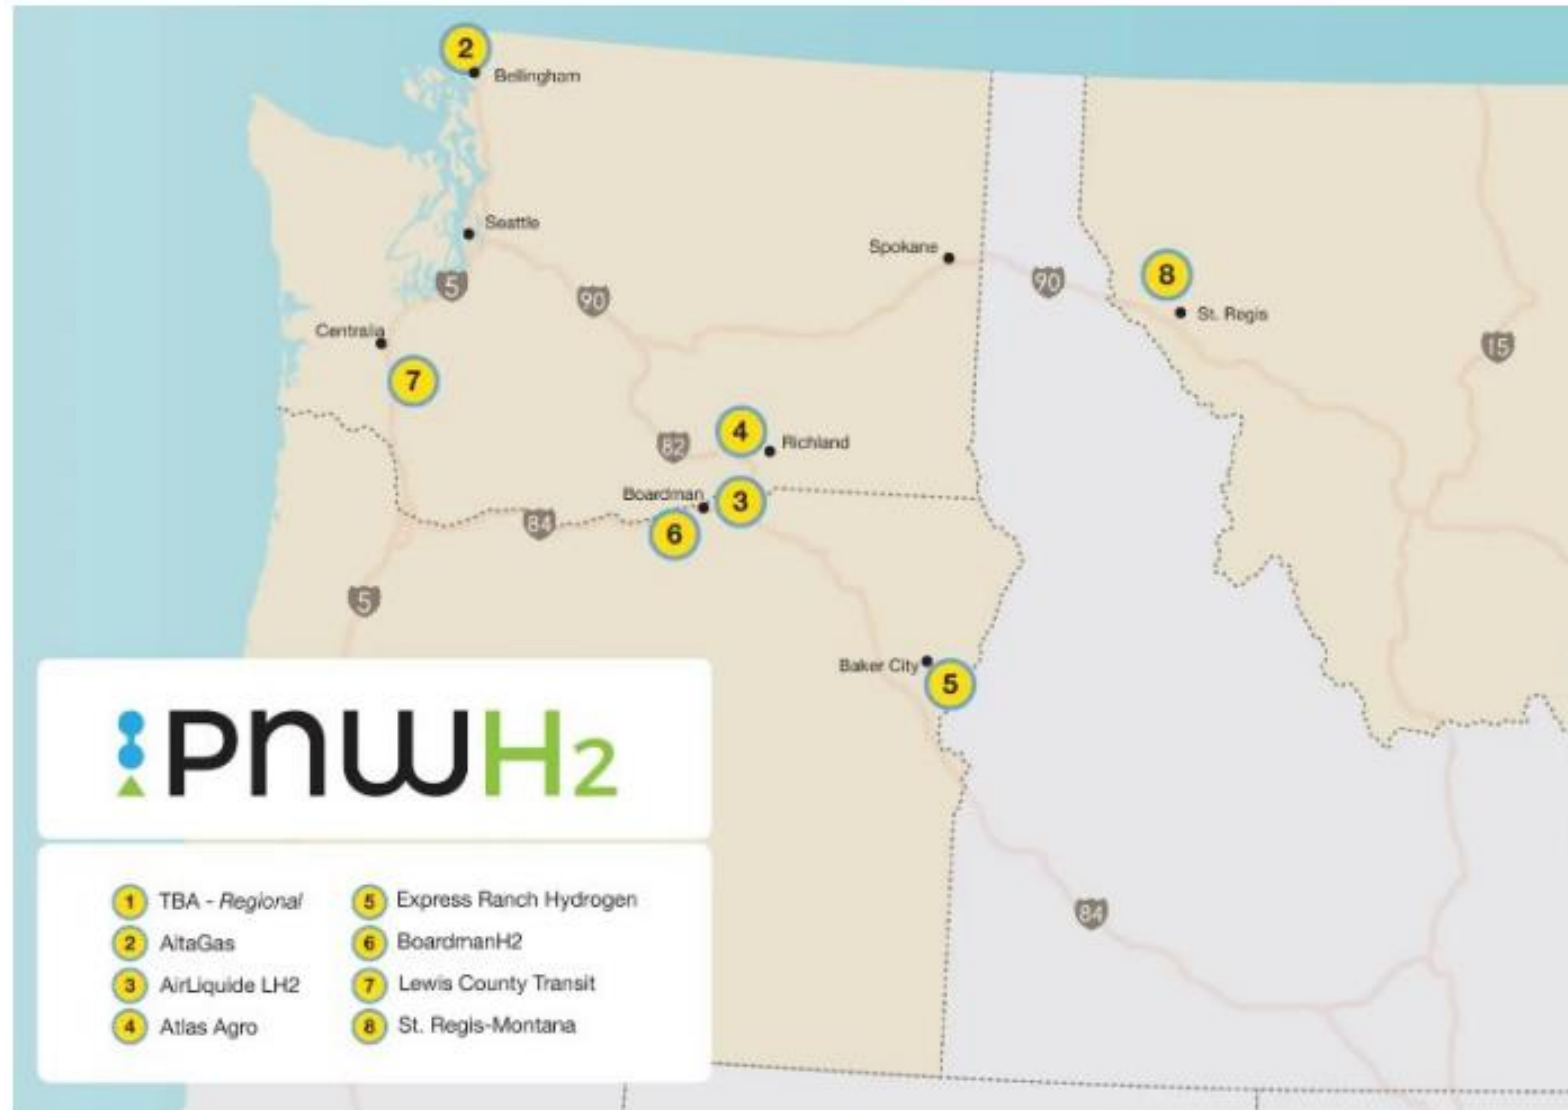 2
Bellingham
Seattle
Spokane
5
90
90
8
St. Regis
Centralia
15
7
4
Richland
82
Boardman
3
84
6
5
Baker City
5
PNWH2
84
1 TBA - Regional
2 AltaGas
3 AirLiquide LH2
4 Atlas Agro
5 Express Ranch Hydrogen
6 BoardmanH2
7 Lewis County Transit
8 St. Regis-Montana